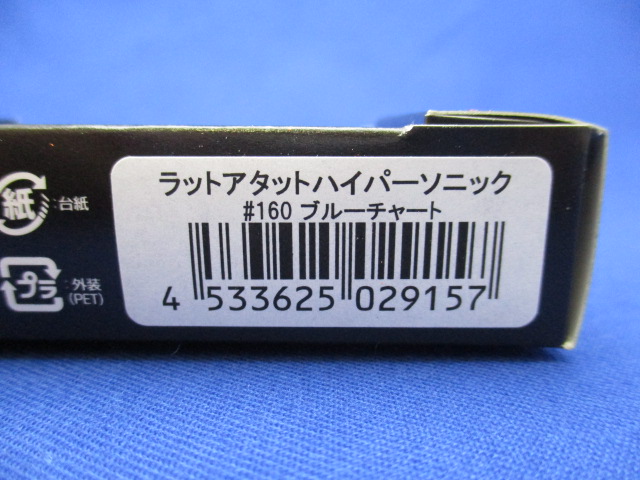 ラットアタットハイパーソニック
#160 ブルーチャート
4 533625 029157
紙
:台紙
プラ
:外装
(PET)